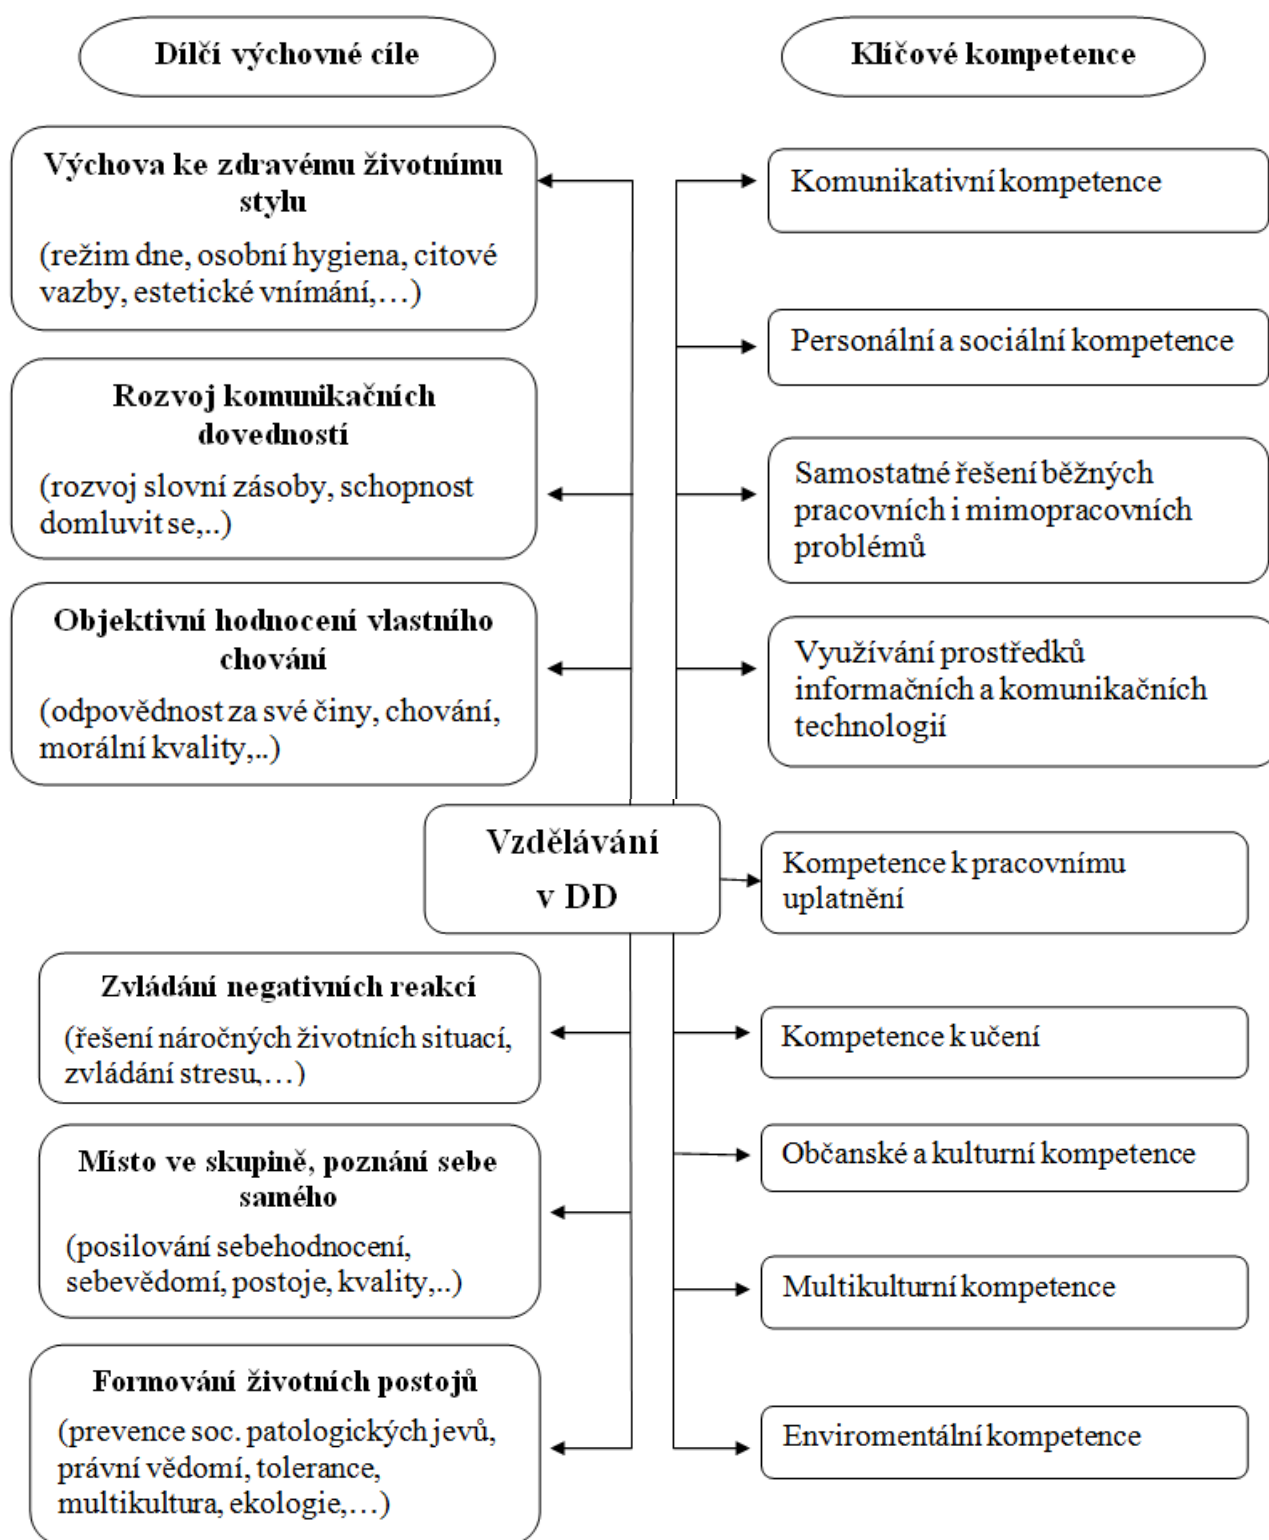 Dílčí výchovné cíle
Výchova ke zdravému životnímu
stylu
(režim dne, osobní hygiena, citové
vazby, estetické vnímání,…)
Rozvoj komunikačních
dovedností
(rozvoj slovní zásoby, schopnost
domluvit se,..)
Objektivní hodnocení vlastního
chování
(odpovědnost za své činy, chování,
morální kvality,..)
Klíčové kompetence
Komunikativní kompetence
Personální a sociální kompetence
Samostatné řešení běžných
pracovních i mimopracovních
problémů
Využívání prostředků
informačních a komunikačních
technologií
Vzdělávání
v DD
Kompetence k pracovnímu
uplatnění
Zvládání negativních reakcí
(řešení náročných životních situací,
zvládání stresu,…)
Místo ve skupině, poznání sebe
samého
(posilování sebehodnocení,
sebevědomí, postoje, kvality,..)
Formování životních postojů
(prevence soc. patologických jevů,
právní vědomí, tolerance,
multikultura, ekologie,…)
Kompetence k učení
Občanské a kulturní kompetence
Multikulturní kompetence
Enviromentální kompetence